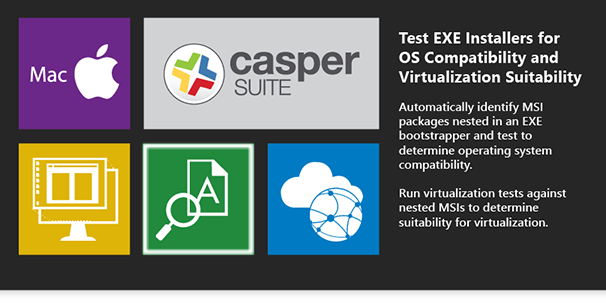 Mac
casper
SUITE
A
Test EXE Installers for
OS Compatibility and
Virtualization Suitability
Automatically identify MSI
packages nested in an EXE
bootstrapper and test to
determine operating system
compatibility.
Run virtualization tests against
nested MSIs to determine
suitability for virtualization.